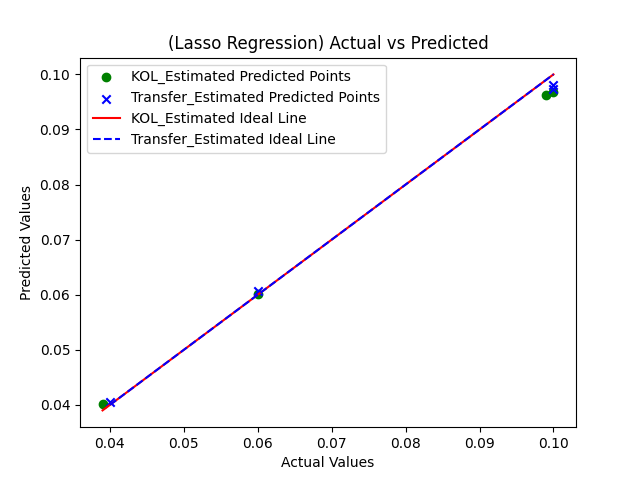 (Lasso Regression) Actual vs Predicted
KOL_Estimated Predicted Points
Transfer_Estimated Predicted Points
KOL_Estimated Ideal Line
Transfer_Estimated Ideal Line
Predicted Values
0.10
0.09
0.08
0.07
0.06
0.05
0.04
0.04 0.05 0.06 0.07 0.08 0.09 0.10
Actual Values